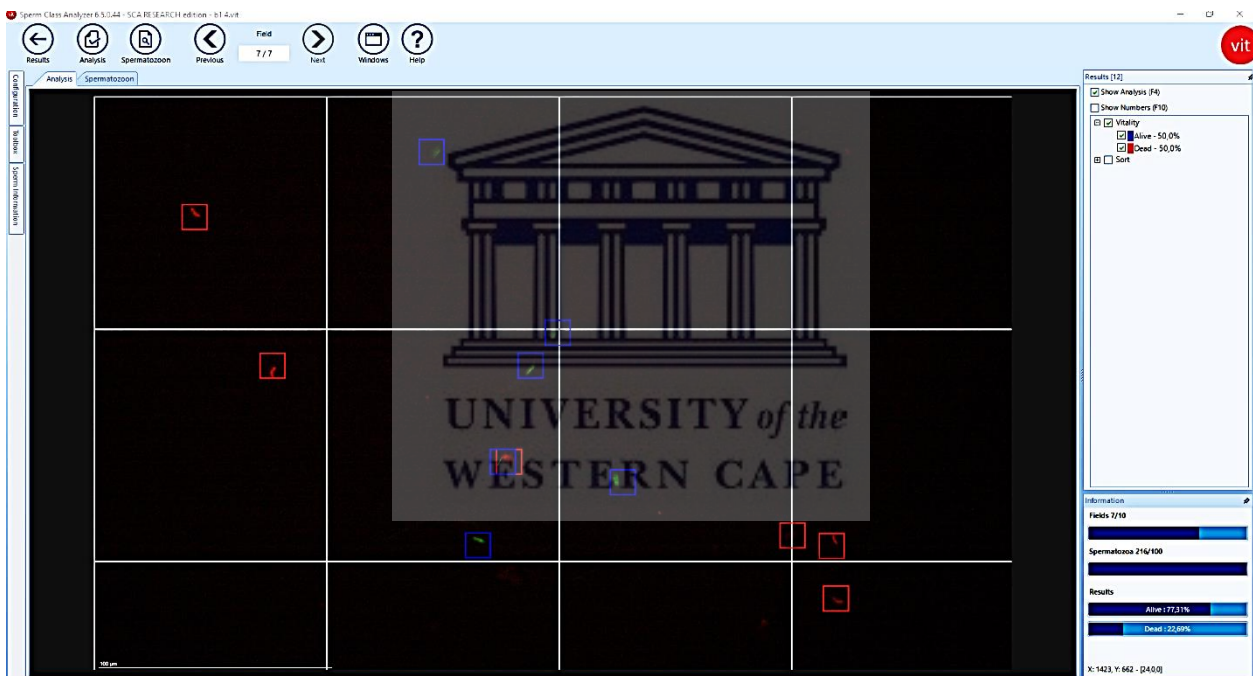 Sperm Class Analyzer 6.5.0.44 - SCA RESEARCH edition - b1 4.vit
Results
Analysis
Spermatozoon
Previous
Field
7 / 7
Next
Windows
Help
vit
Configuration
Toolbox
Sperm Information
Analysis
Spermatozoon
UNIVERSITY of the
WESTERN CAPE
100 µm
Results [12]
Show Analysis (F4)
Show Numbers (F10)
Vitality
Alive - 50,0%
Dead - 50,0%
Sort
Information
Fields 7/10
Spermatozoa 216/100
Results
Alive : 77,31%
Dead : 22,69%
X: 1423, Y: 662 - [24,0,0]